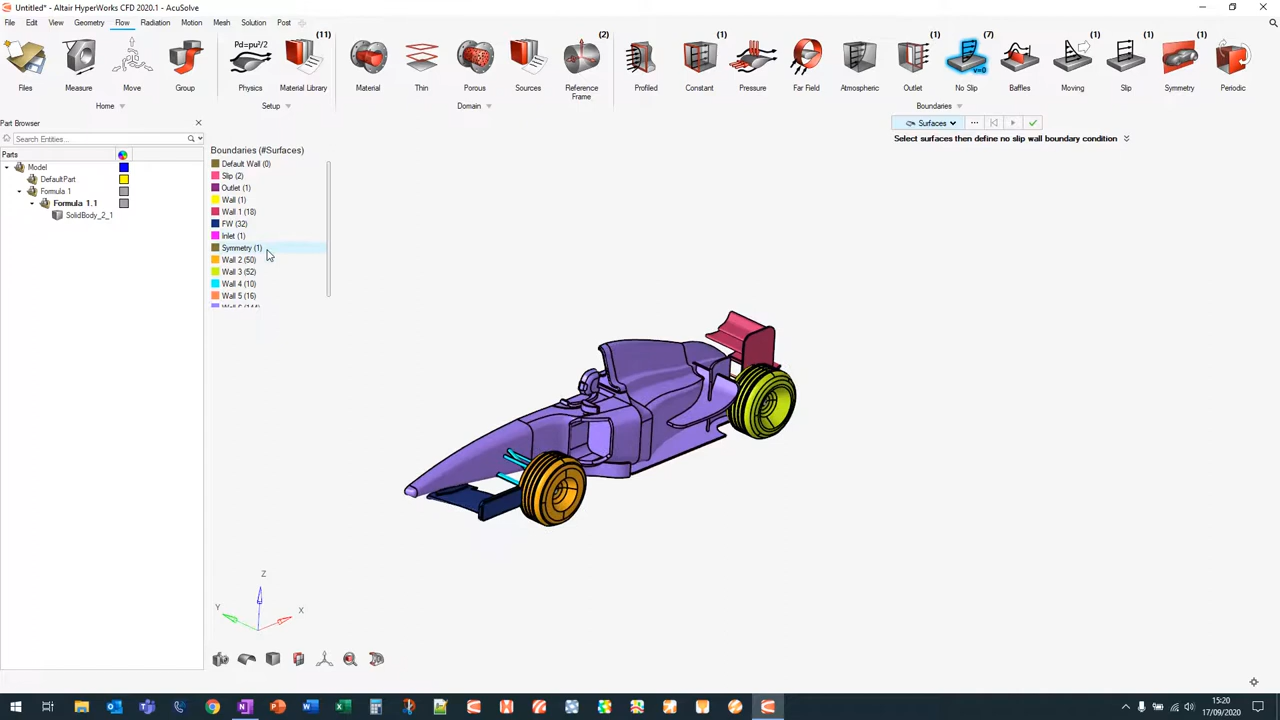 Untitled* - Altair HyperWorks CFD 2020.1 - AcuSolve
File Edit View Geometry Flow Radiation Motion Mesh Solution Post
(11) (2) (1) (1) (1) (7) (1) (1)
Pd=pu²/2
v=0
Files Measure Move Group Physics Material Library Material Thin Porous Sources Reference Frame Profiled Constant Pressure Far Field Atmospheric Outlet No Slip Baffles Moving Slip Symmetry Periodic
Home Setup Domain Boundaries
Part Browser
Surfaces
Search Entities...
Select surfaces then define no slip wall boundary condition
Parts
Boundaries (#Surfaces)
Model
DefaultPart
Formula 1
Formula 1.1
SolidBody_2_1
Default Wall (0)
Slip (2)
Outlet (1)
Wall (1)
Wall 1 (18)
FW (32)
Inlet (1)
Symmetry (1)
Wall 2 (50)
Wall 3 (52)
Wall 4 (10)
Wall 5 (16)
Z
Y
X
15:20
17/09/2020